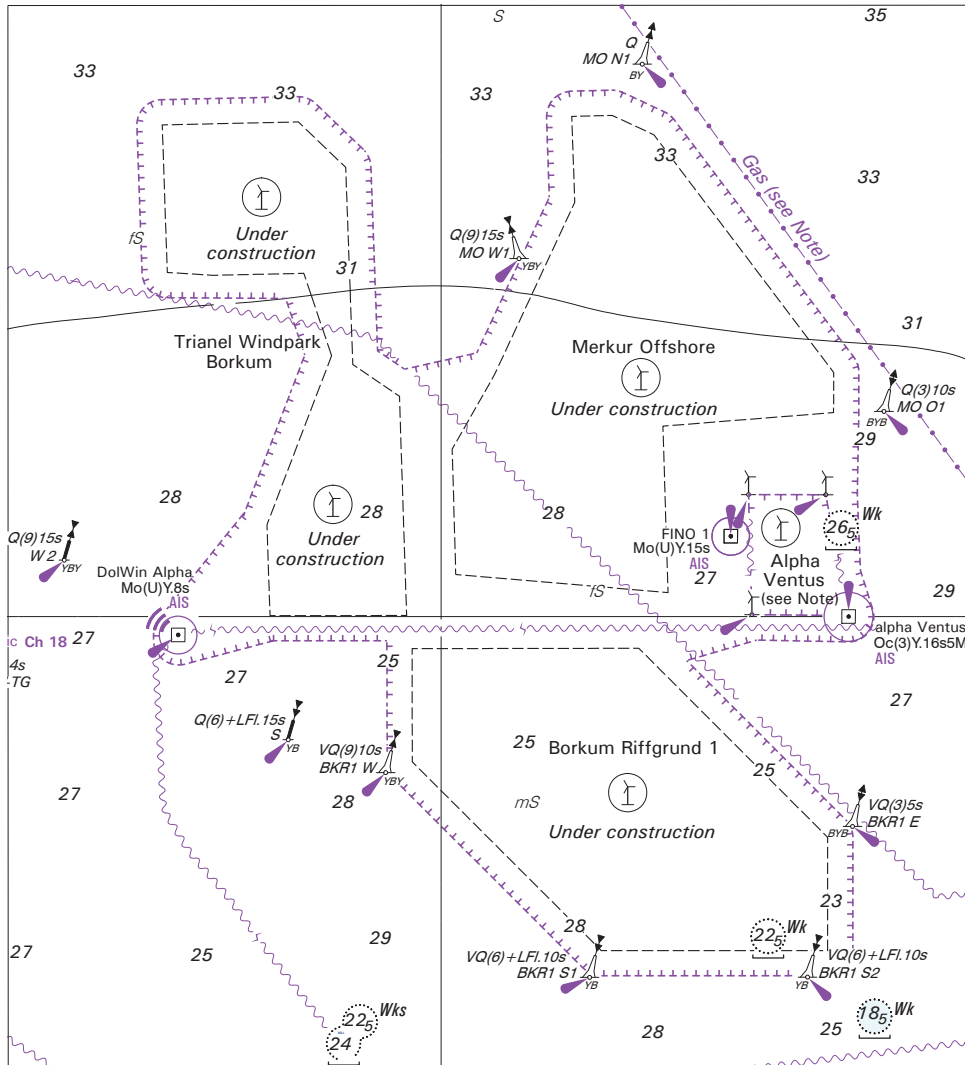 S
35
Q
MO N1
BY
33
33
33
33
33
Gas (see Note)
Under
construction
fS
Q(9)15s
MO W1
YBY
31
31
Trianel Windpark
Borkum
Merkur Offshore
Under construction
Q(3)10s
MO O1
BYB
29
28
28
Under
construction
28
26₅ Wk
Q(9)15s
W 2
YBY
FINO 1
Mo(U)Y.15s
AIS
27
Alpha
Ventus
(see Note)
DolWin Alpha
Mo(U)Y.8s
AIS
fS
29
27
c Ch 18
4s
-TG
alpha Ventus
Oc(3)Y.16s5M
AIS
25
27
27
Q(6)+LFl.15s
S
YB
VQ(9)10s
BKR1 W
YBY
25
Borkum Riffgrund 1
25
27
28
mS
Under construction
VQ(3)5s
BKR1 E
BYB
23
28
22₅ Wk
29
27
25
VQ(6)+LFl.10s
BKR1 S1
YB
VQ(6)+LFl.10s
BKR1 S2
YB
22₅ Wks
24
18₅ Wk
28
25